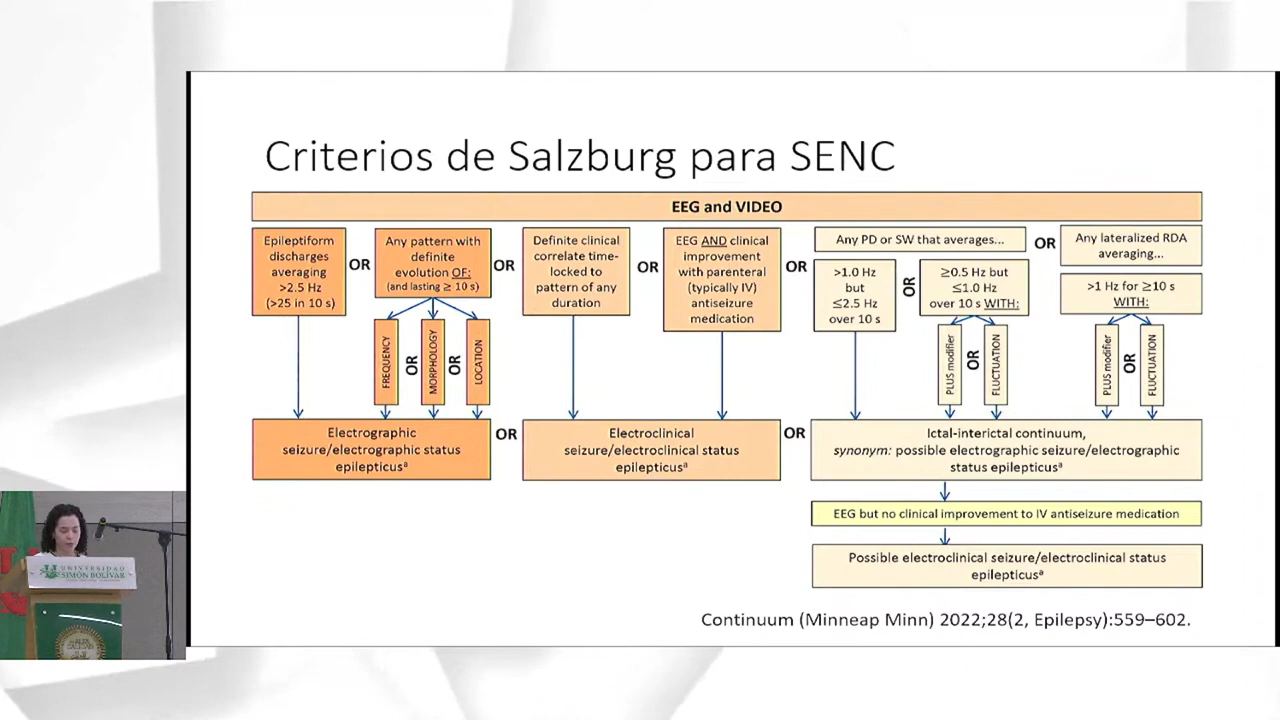 Criterios de Salzburg para SENC
EEG and VIDEO
Epileptiform
discharges
averaging
>2.5 Hz
(>25 in 10 s)
OR
Any pattern with
definite
evolution OF:
(and lasting ≥ 10 s)
OR
Definite clinical
correlate time-
locked to
pattern of any
duration
OR
EEG AND clinical
improvement
with parenteral
(typically IV)
antiseizure
medication
OR
Any PD or SW that averages...
OR
Any lateralized RDA
averaging...
>1.0 Hz
but
≤2.5 Hz
over 10 s
OR
≥0.5 Hz but
≤1.0 Hz
over 10 s WITH:
>1 Hz for ≥10 s
WITH:
FREQUENCY
OR
MORPHOLOGY
OR
LOCATION
PLUS modifier
OR
FLUCTUATION
PLUS modifier
OR
FLUCTUATION
Electrographic
seizure/electrographic status
epilepticusª
OR
Electroclinical
seizure/electroclinical status
epilepticusª
OR
Ictal-interictal continuum,
synonym: possible electrographic seizure/electrographic
status epilepticusª
EEG but no clinical improvement to IV antiseizure medication
Possible electroclinical seizure/electroclinical status
epilepticusª
Continuum (Minneap Minn) 2022;28(2, Epilepsy):559–602.
UNIVERSIDAD
SIMÓN BOLÍVAR